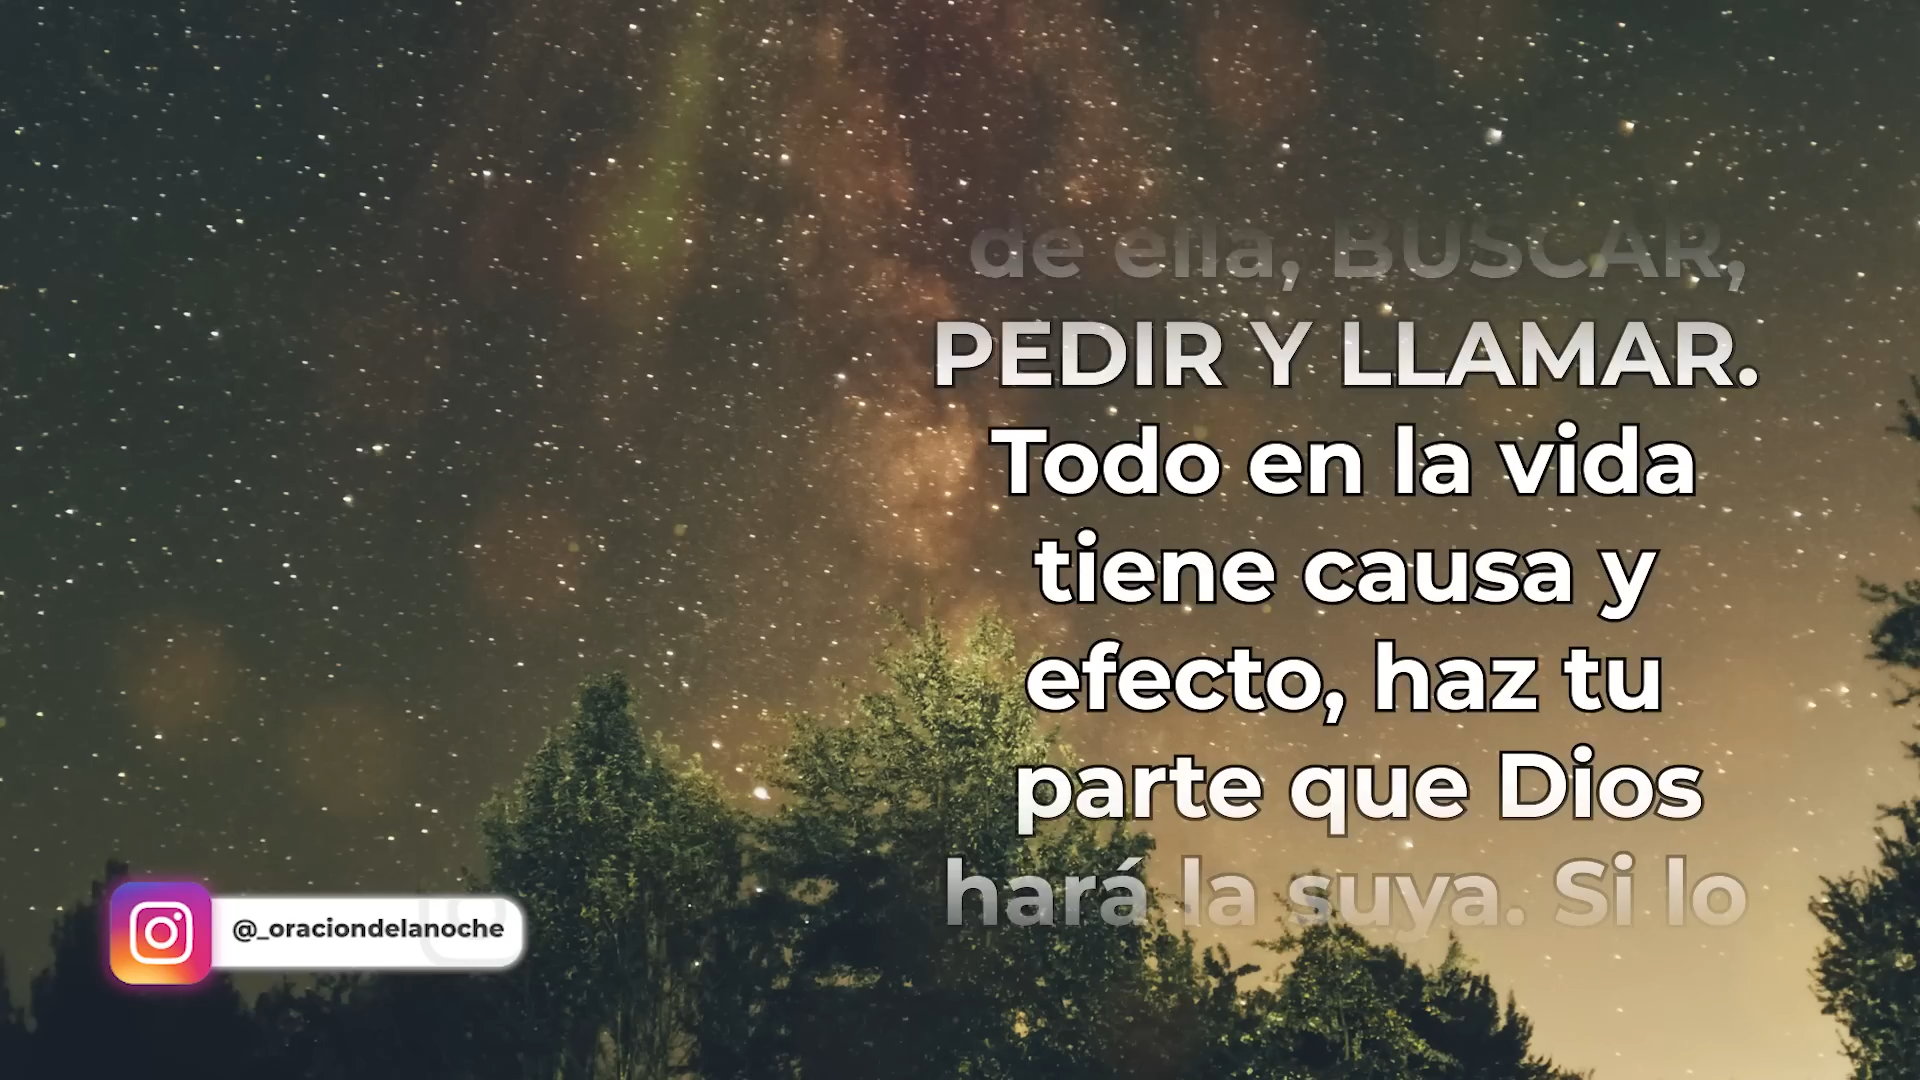 de ella, BUSCAR,
PEDIR Y LLAMAR.
Todo en la vida
tiene causa y
efecto, haz tu
parte que Dios
hará la suya. Si lo
@_oraciondelanoche